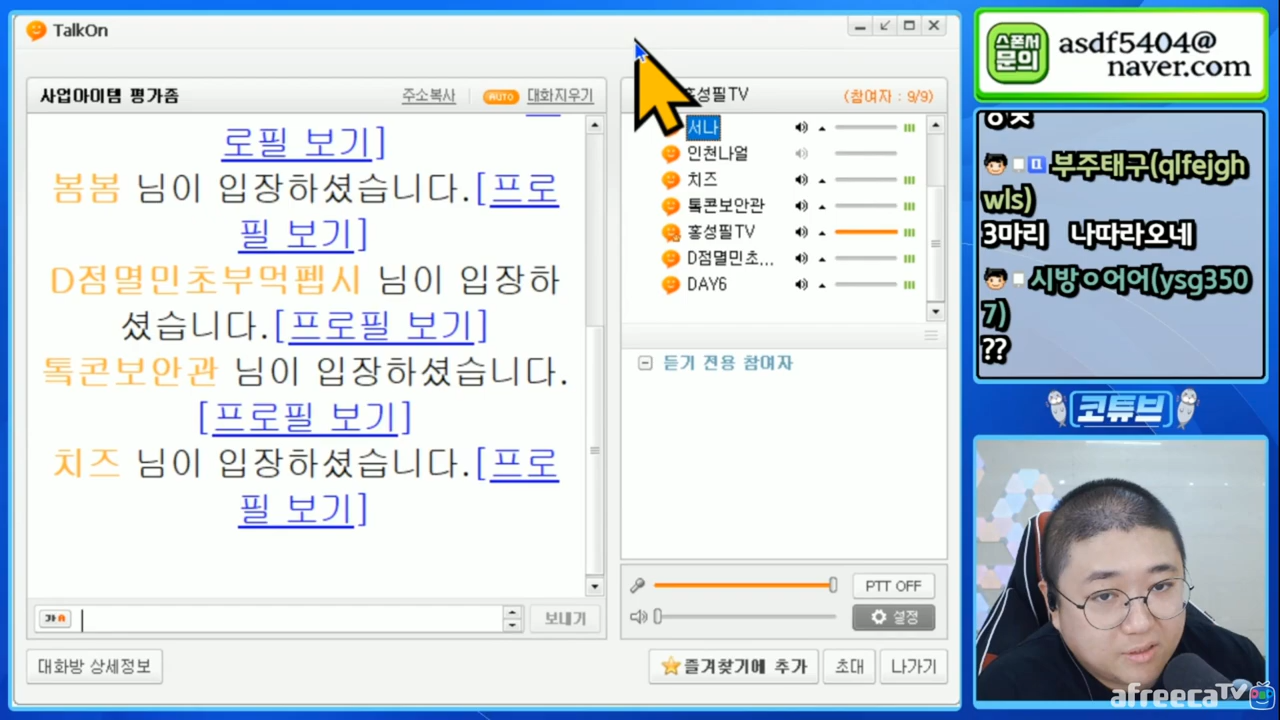 TalkOn
사업아이템 평가좀
주소복사
AUTO
대화지우기
로필 보기]
봄봄 님이 입장하셨습니다.[프로
필 보기]
D점멸민초부먹펩시 님이 입장하
셨습니다.[프로필 보기]
톡콘보안관 님이 입장하셨습니다.
[프로필 보기]
치즈 님이 입장하셨습니다.[프로
필 보기]
가A
보내기
대화방 상세정보
홍성필TV
(참여자 : 9/9)
서나
인천나얼
치즈
톡콘보안관
홍성필TV
D점멸민초...
DAY6
듣기 전용 참여자
PTT OFF
설정
즐겨찾기에 추가
초대
나가기
스폰서
문의
asdf5404@
naver.com
부주태구(qlfejgh
wls)
3마리 나따라오네
시방ㅇ어어(ysg350
7)
??
코튜브
afreecaTV